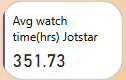 Avg watch
time(hrs) Jotstar
351.73